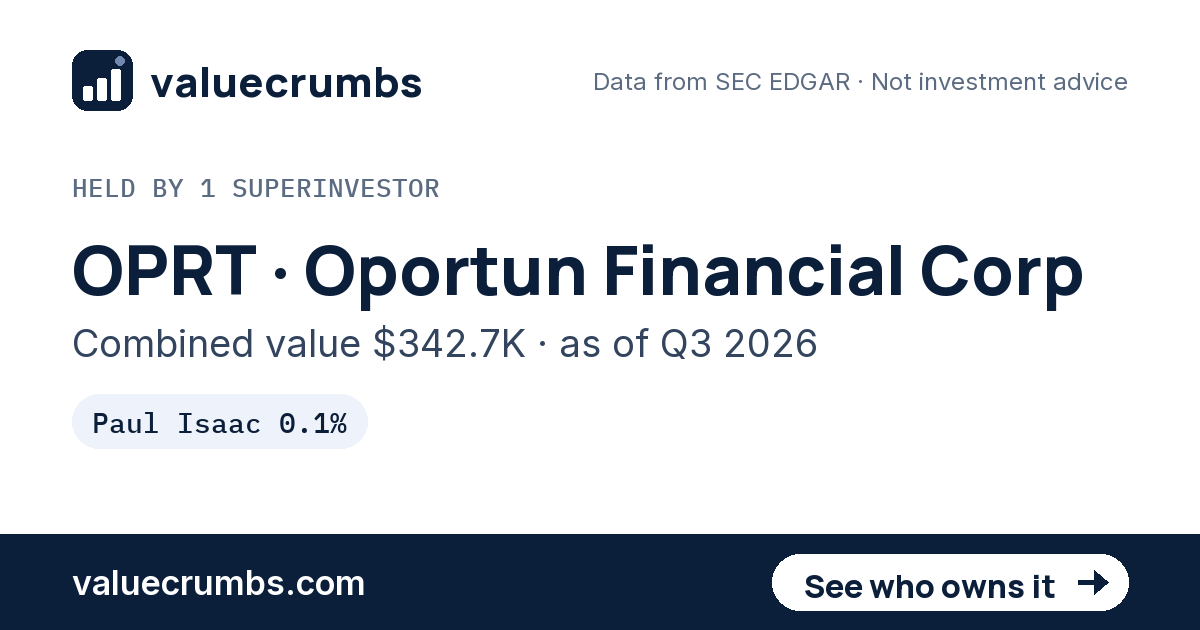 valuecrumbs
Data from SEC EDGAR · Not investment advice
HELD BY 1 SUPERINVESTOR
OPRT · Oportun Financial Corp
Combined value $342.7K · as of Q3 2026
Paul Isaac 0.1%
valuecrumbs.com
See who owns it →